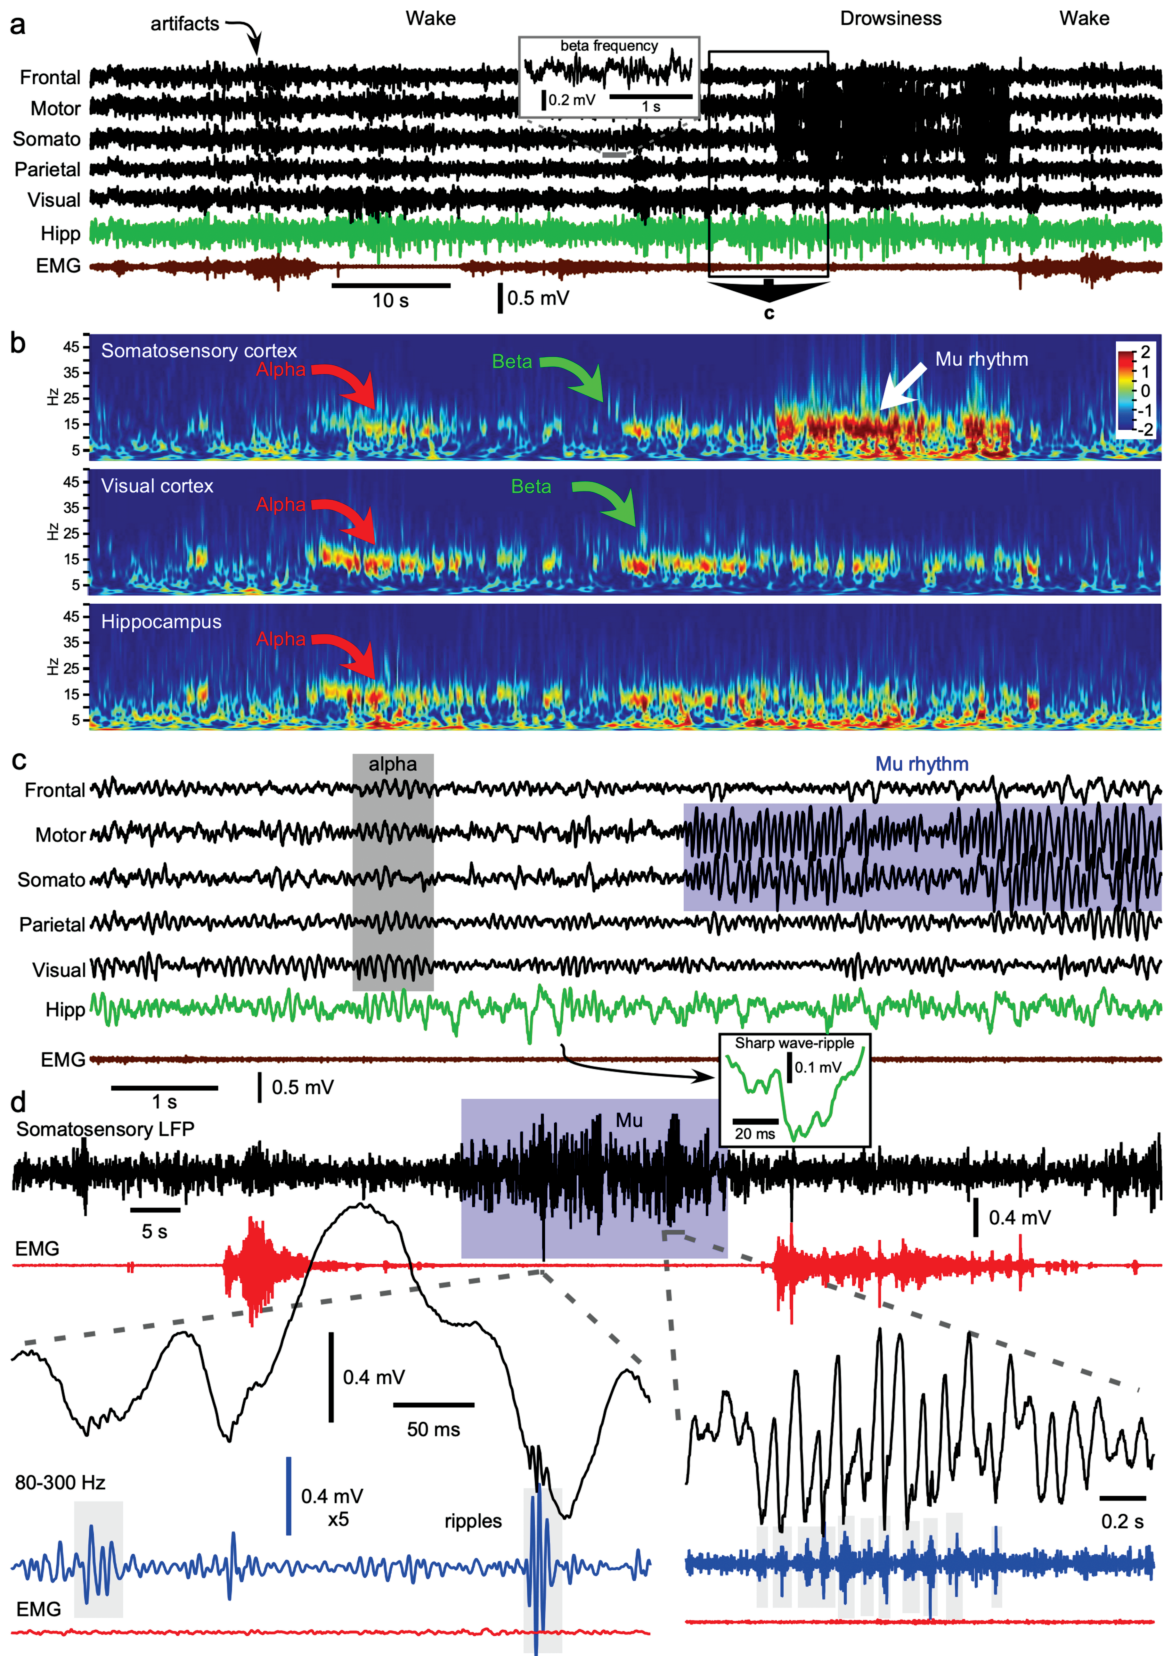 a
artifacts
Wake
Drowsiness
Wake
beta frequency
0.2 mV
1 s
Frontal
Motor
Somato
Parietal
Visual
Hipp
EMG
10 s
0.5 mV
c
b
Somatosensory cortex
Alpha
Beta
Mu rhythm
2
1
0
-1
-2
Hz
45
35
25
15
5
Visual cortex
Alpha
Beta
Hz
45
35
25
15
5
Hippocampus
Alpha
Hz
45
35
25
15
5
c
alpha
Mu rhythm
Frontal
Motor
Somato
Parietal
Visual
Hipp
EMG
1 s
0.5 mV
Sharp wave-ripple
0.1 mV
20 ms
d
Somatosensory LFP
Mu
5 s
0.4 mV
EMG
0.4 mV
50 ms
80-300 Hz
0.4 mV
x5
ripples
0.2 s
EMG